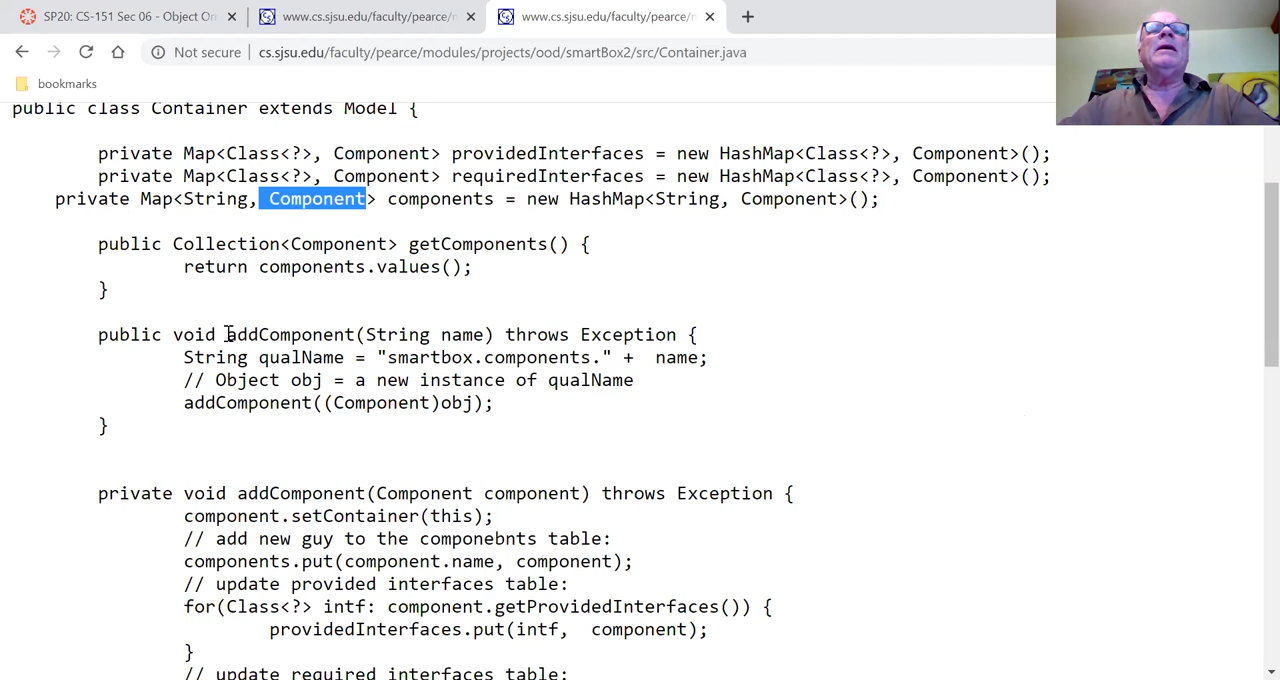 SP20: CS-151 Sec 06 - Object Or
www.cs.sjsu.edu/faculty/pearce/
www.cs.sjsu.edu/faculty/pearce/
Not secure | cs.sjsu.edu/faculty/pearce/modules/projects/ood/smartBox2/src/Container.java
bookmarks
public class Container extends Model {
private Map<Class<?>, Component> providedInterfaces = new HashMap<Class<?>, Component>();
private Map<Class<?>, Component> requiredInterfaces = new HashMap<Class<?>, Component>();
private Map<String, Component> components = new HashMap<String, Component>();
public Collection<Component> getComponents() {
return components.values();
}
public void addComponent(String name) throws Exception {
String qualName = "smartbox.components." + name;
// Object obj = a new instance of qualName
addComponent((Component)obj);
}
private void addComponent(Component component) throws Exception {
component.setContainer(this);
// add new guy to the componebnts table:
components.put(component.name, component);
// update provided interfaces table:
for(Class<?> intf: component.getProvidedInterfaces()) {
providedInterfaces.put(intf, component);
}
// update required interfaces table: